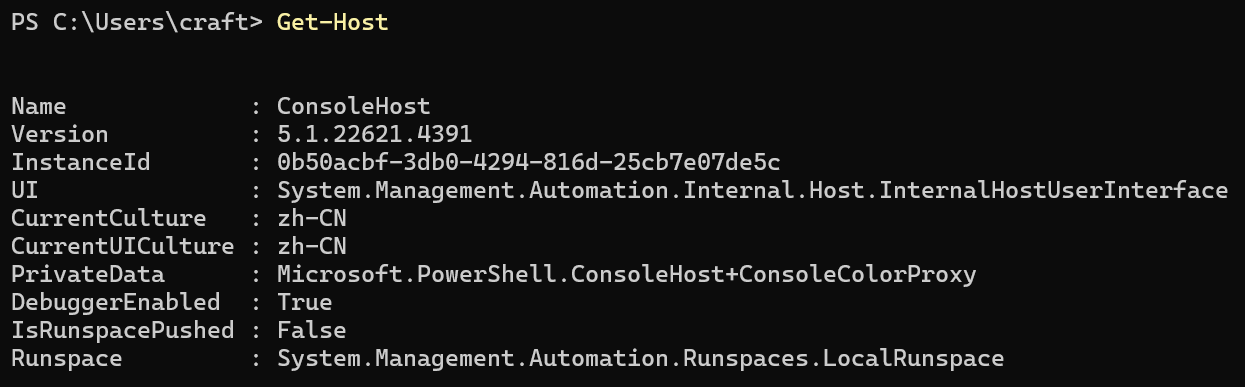 PS C:\Users\craft> Get-Host
Name              : ConsoleHost
Version           : 5.1.22621.4391
InstanceId        : 0b50acbf-3db0-4294-816d-25cb7e07de5c
UI                : System.Management.Automation.Internal.Host.InternalHostUserInterface
CurrentCulture    : zh-CN
CurrentUICulture  : zh-CN
PrivateData       : Microsoft.PowerShell.ConsoleHost+ConsoleColorProxy
DebuggerEnabled   : True
IsRunspacePushed  : False
Runspace          : System.Management.Automation.Runspaces.LocalRunspace